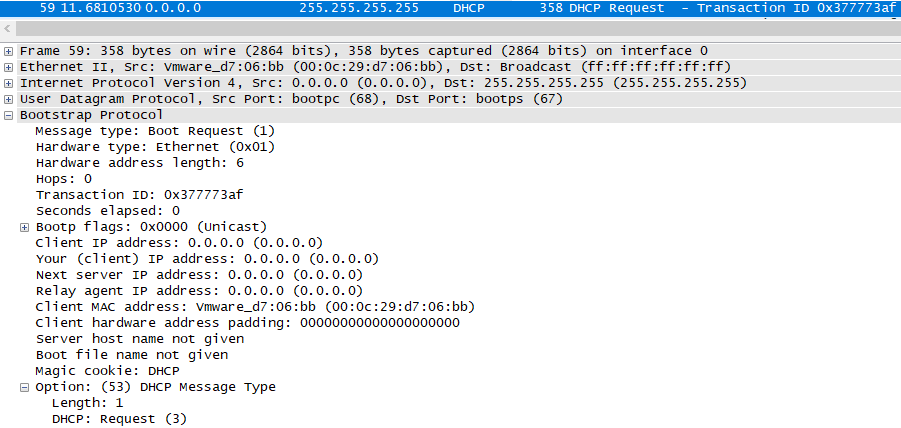 59 11.6810530 0.0.0.0 255.255.255.255 DHCP 358 DHCP Request - Transaction ID 0x377773af
Frame 59: 358 bytes on wire (2864 bits), 358 bytes captured (2864 bits) on interface 0
Ethernet II, Src: Vmware_d7:06:bb (00:0c:29:d7:06:bb), Dst: Broadcast (ff:ff:ff:ff:ff:ff)
Internet Protocol Version 4, Src: 0.0.0.0 (0.0.0.0), Dst: 255.255.255.255 (255.255.255.255)
User Datagram Protocol, Src Port: bootpc (68), Dst Port: bootps (67)
Bootstrap Protocol
Message type: Boot Request (1)
Hardware type: Ethernet (0x01)
Hardware address length: 6
Hops: 0
Transaction ID: 0x377773af
Seconds elapsed: 0
Bootp flags: 0x0000 (Unicast)
Client IP address: 0.0.0.0 (0.0.0.0)
Your (client) IP address: 0.0.0.0 (0.0.0.0)
Next server IP address: 0.0.0.0 (0.0.0.0)
Relay agent IP address: 0.0.0.0 (0.0.0.0)
Client MAC address: Vmware_d7:06:bb (00:0c:29:d7:06:bb)
Client hardware address padding: 00000000000000000000
Server host name not given
Boot file name not given
Magic cookie: DHCP
Option: (53) DHCP Message Type
Length: 1
DHCP: Request (3)